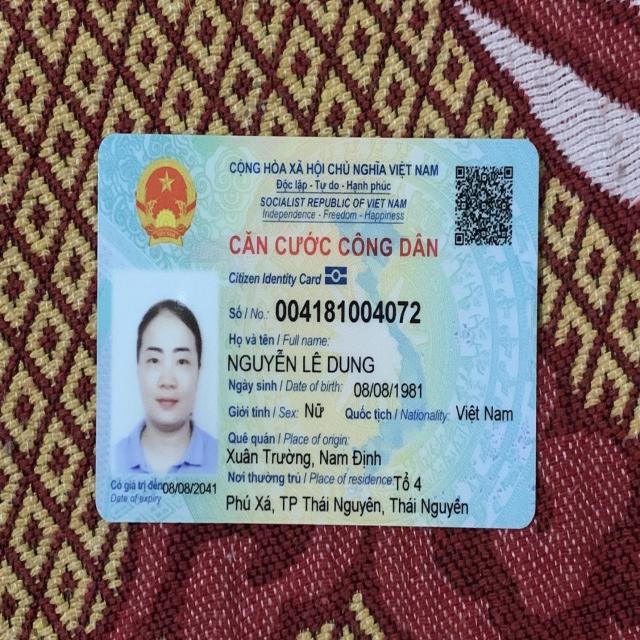 CỘNG HÒA XÃ HỘI CHỦ NGHĨA VIỆT NAM
Độc lập - Tự do - Hạnh phúc
SOCIALIST REPUBLIC OF VIET NAM
Independence - Freedom - Happiness
CĂN CƯỚC CÔNG DÂN
Citizen Identity Card
Số / No.: 004181004072
Họ và tên / Full name:
NGUYỄN LÊ DUNG
Ngày sinh / Date of birth: 08/08/1981
Giới tính / Sex: Nữ Quốc tịch / Nationality: Việt Nam
Quê quán / Place of origin:
Xuân Trường, Nam Định
Nơi thường trú / Place of residence: Tổ 4
Phú Xá, TP Thái Nguyên, Thái Nguyên
Có giá trị đến: 08/08/2041
Date of expiry